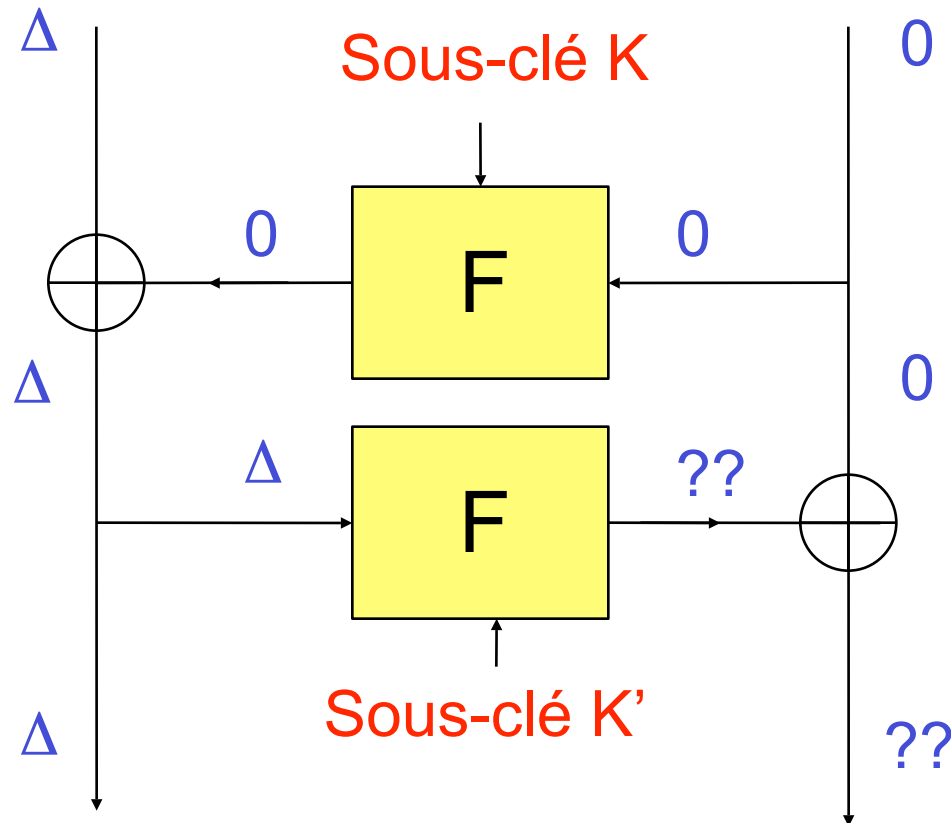 Δ 0
Sous-clé K
0 F 0
Δ 0
Δ F ??
Sous-clé K’
Δ ??